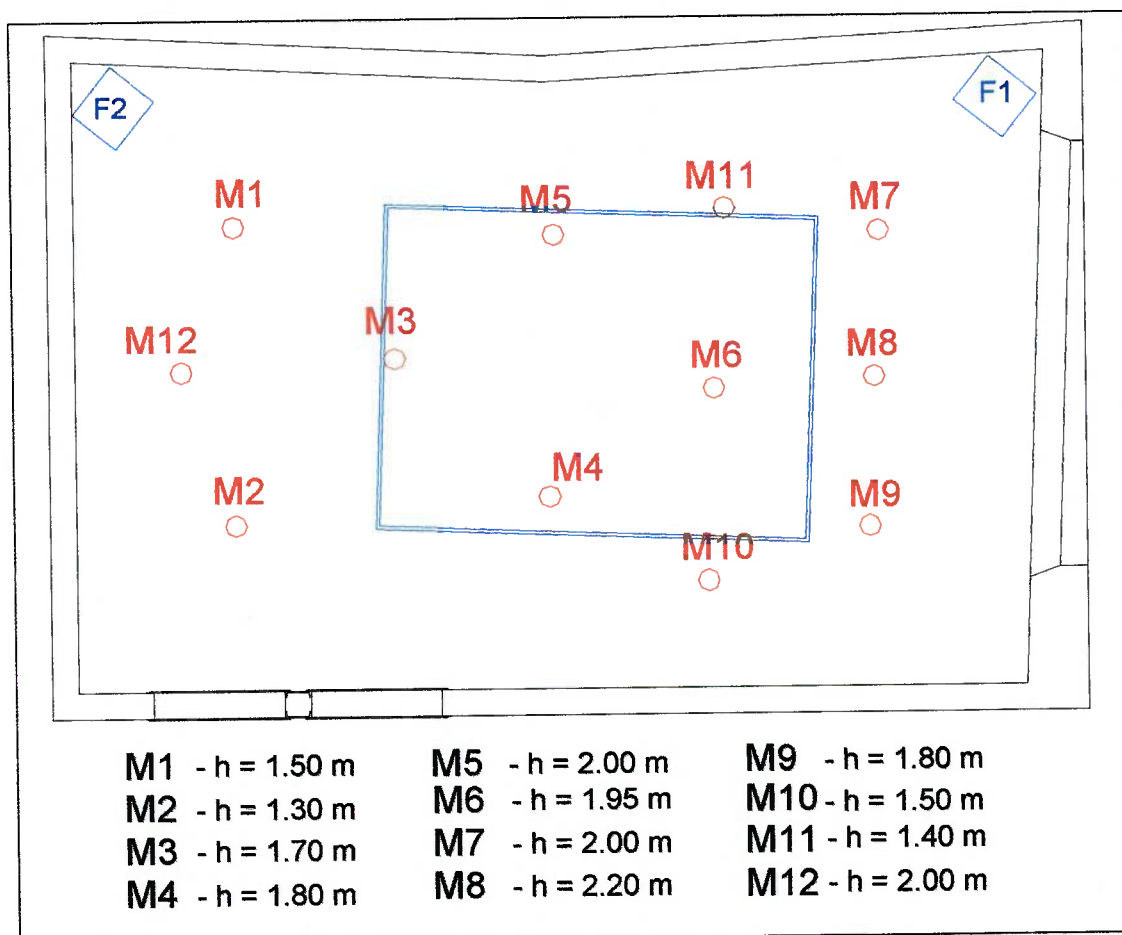 F2
F1
M1
M5
M11
M7
M12
M3
M6
M8
M2
M4
M9
M10
M1 - h = 1.50 m
M2 - h = 1.30 m
M3 - h = 1.70 m
M4 - h = 1.80 m
M5 - h = 2.00 m
M6 - h = 1.95 m
M7 - h = 2.00 m
M8 - h = 2.20 m
M9 - h = 1.80 m
M10 - h = 1.50 m
M11 - h = 1.40 m
M12 - h = 2.00 m